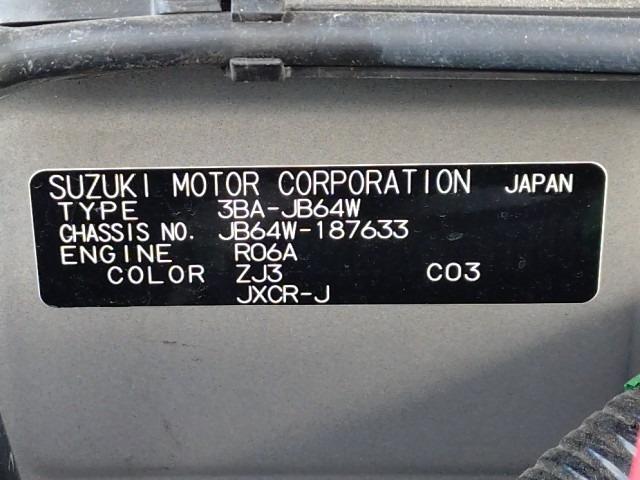 SUZUKI MOTOR CORPORATION JAPAN
TYPE 3BA-JB64W
CHASSIS NO. JB64W-187633
ENGINE R06A
COLOR ZJ3 C03
JXCR-J